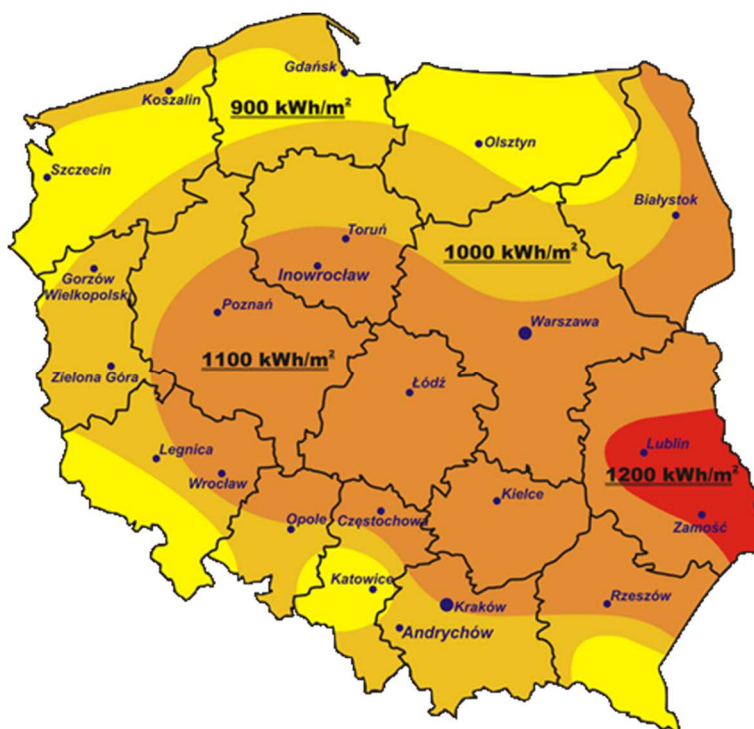 Gdańsk
Koszalin
900 kWh/m²
Olsztyn
Szczecin
Białystok
Toruń
1000 kWh/m²
Inowrocław
Gorzów
Wielkopolski
Poznań
Warszawa
1100 kWh/m²
Zielona Góra
Łódź
Lublin
Legnica
1200 kWh/m²
Wrocław
Kielce
Opole
Częstochowa
Zamość
Katowice
Kraków
Rzeszów
Andrychów